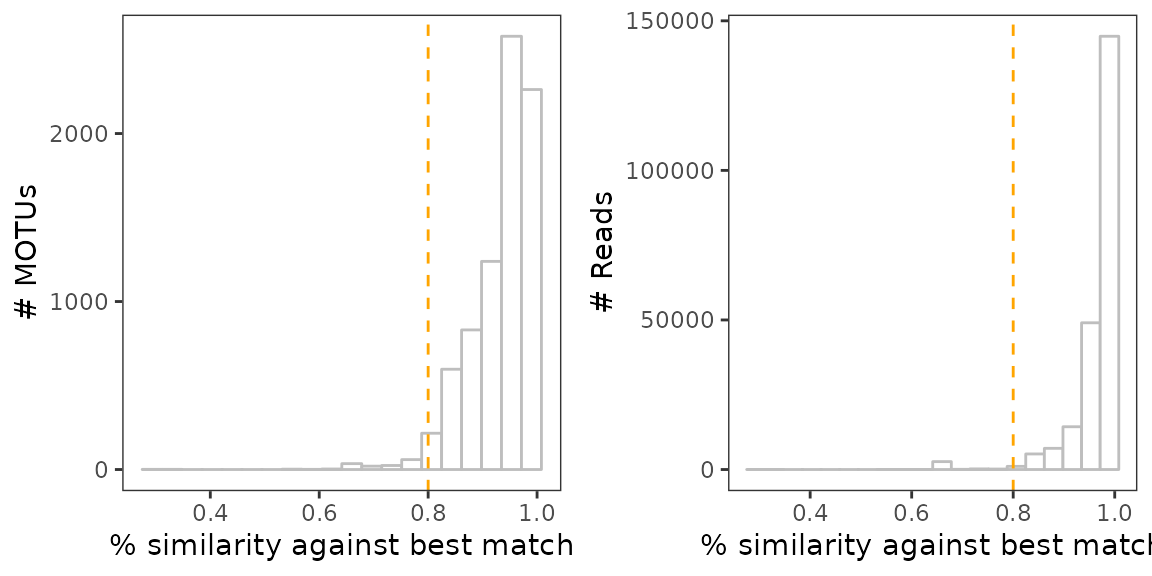 # MOTUs
2000
1000
0
0.4 0.6 0.8 1.0
% similarity against best match
# Reads
150000
100000
50000
0
0.4 0.6 0.8 1.0
% similarity against best matc